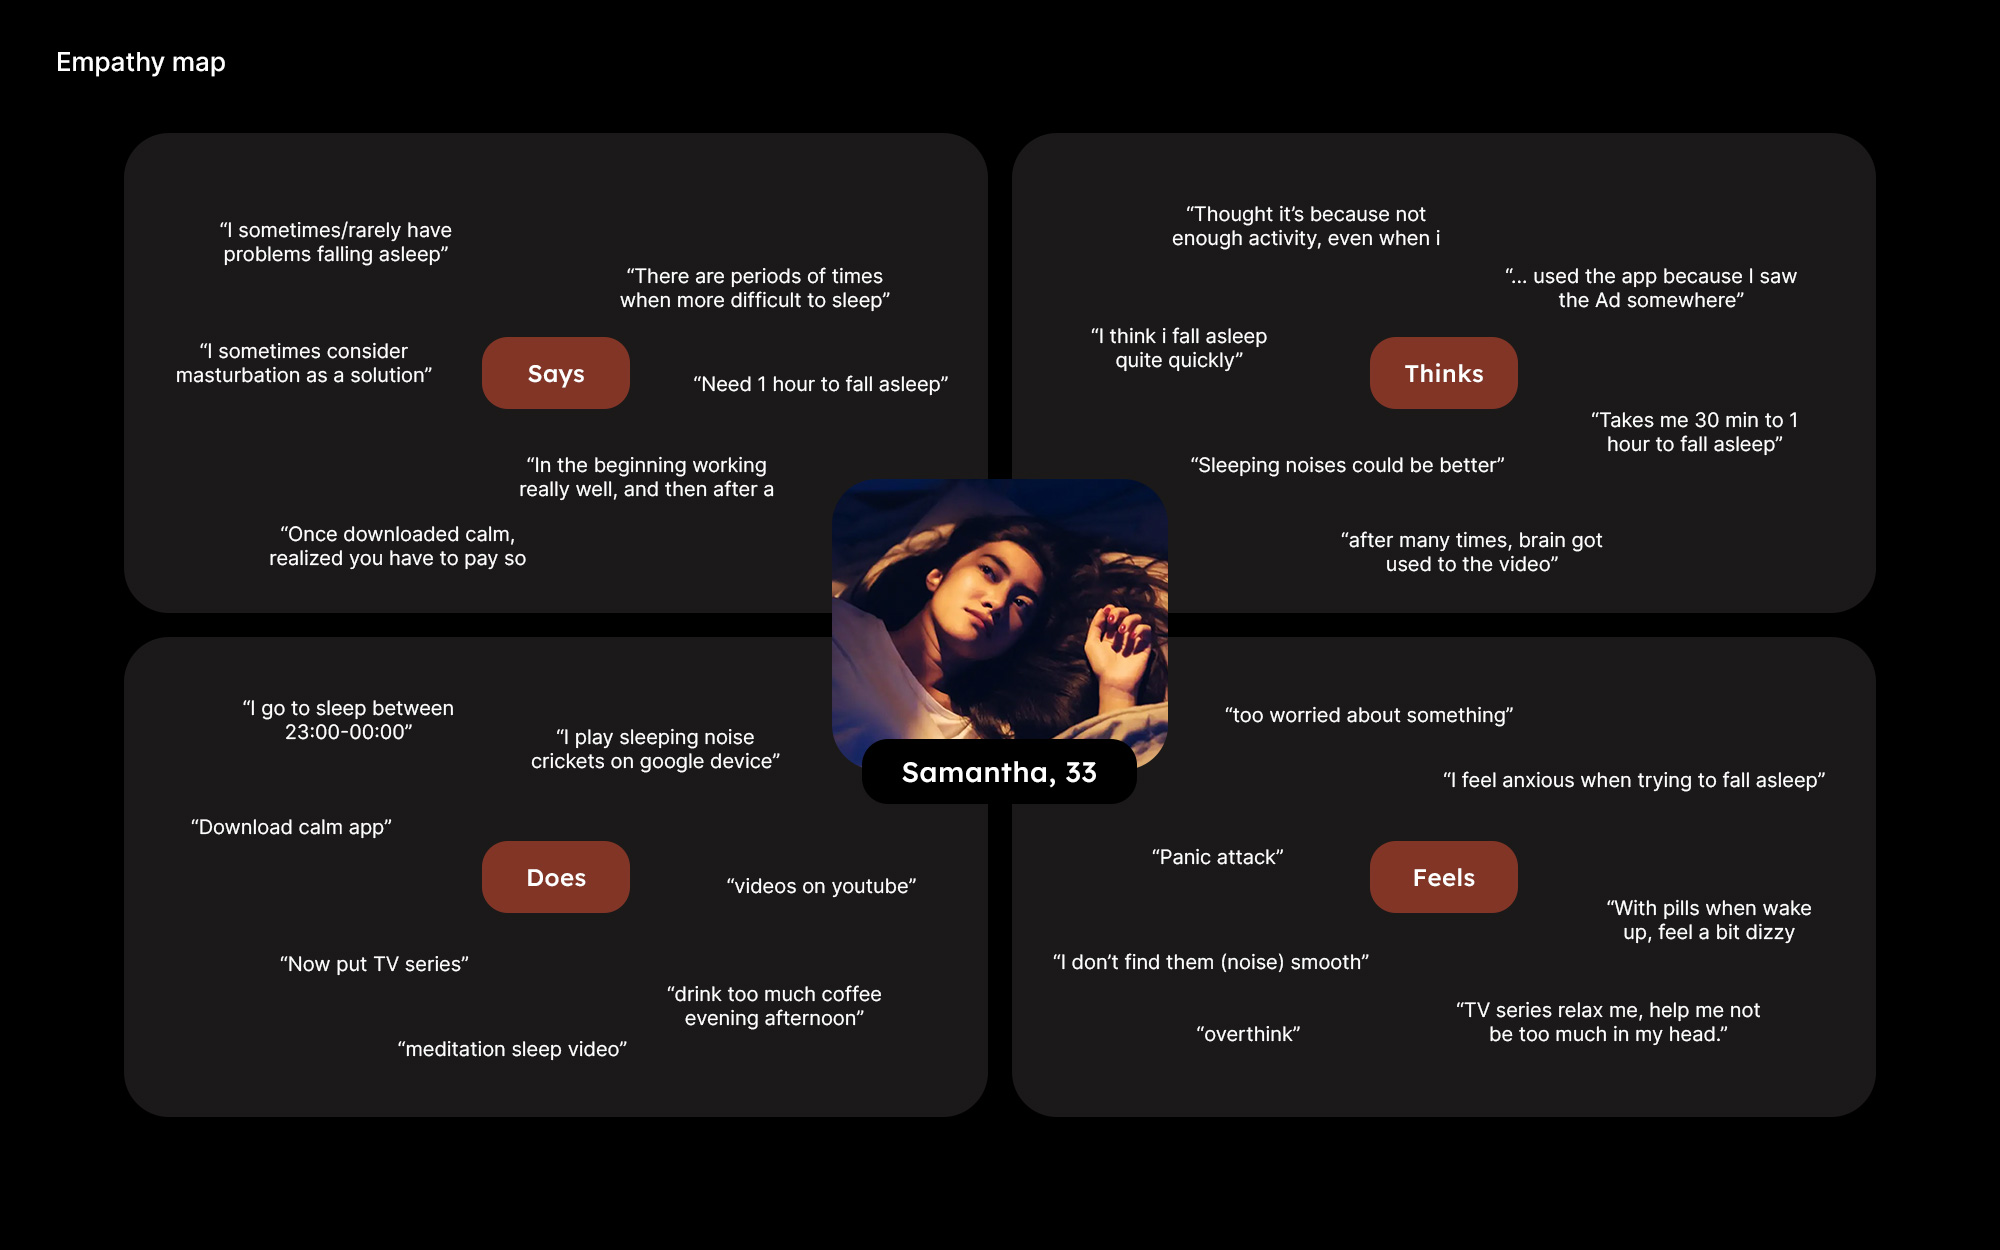 Empathy map
“I sometimes/rarely have
problems falling asleep”
“There are periods of times
when more difficult to sleep”
“I sometimes consider
masturbation as a solution”
Says
“Need 1 hour to fall asleep”
“In the beginning working
really well, and then after a
“Once downloaded calm,
realized you have to pay so
“Thought it’s because not
enough activity, even when i
“... used the app because I saw
the Ad somewhere”
“I think i fall asleep
quite quickly”
Thinks
“Takes me 30 min to 1
hour to fall asleep”
“Sleeping noises could be better”
“after many times, brain got
used to the video”
Samantha, 33
“I go to sleep between
23:00-00:00”
“I play sleeping noise
crickets on google device”
“Download calm app”
Does
“videos on youtube”
“Now put TV series”
“drink too much coffee
evening afternoon”
“meditation sleep video”
“too worried about something”
“I feel anxious when trying to fall asleep”
“Panic attack”
Feels
“With pills when wake
up, feel a bit dizzy
“I don’t find them (noise) smooth”
“TV series relax me, help me not
be too much in my head.”
“overthink”